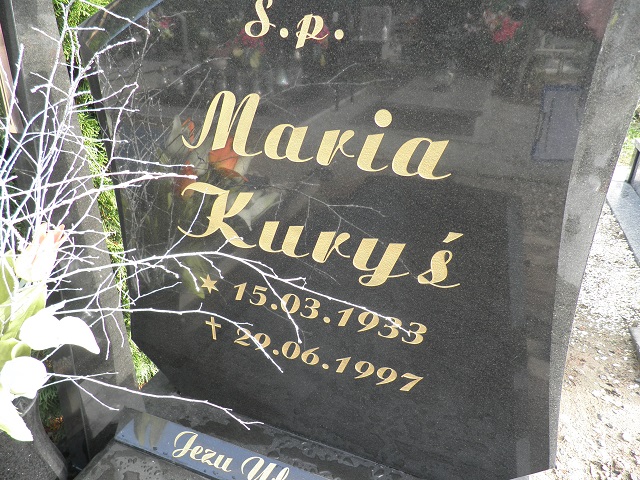 Ś.p.
Maria
Kuryś
★ 15.03.1933
✝ 29.06.1997
Jezu